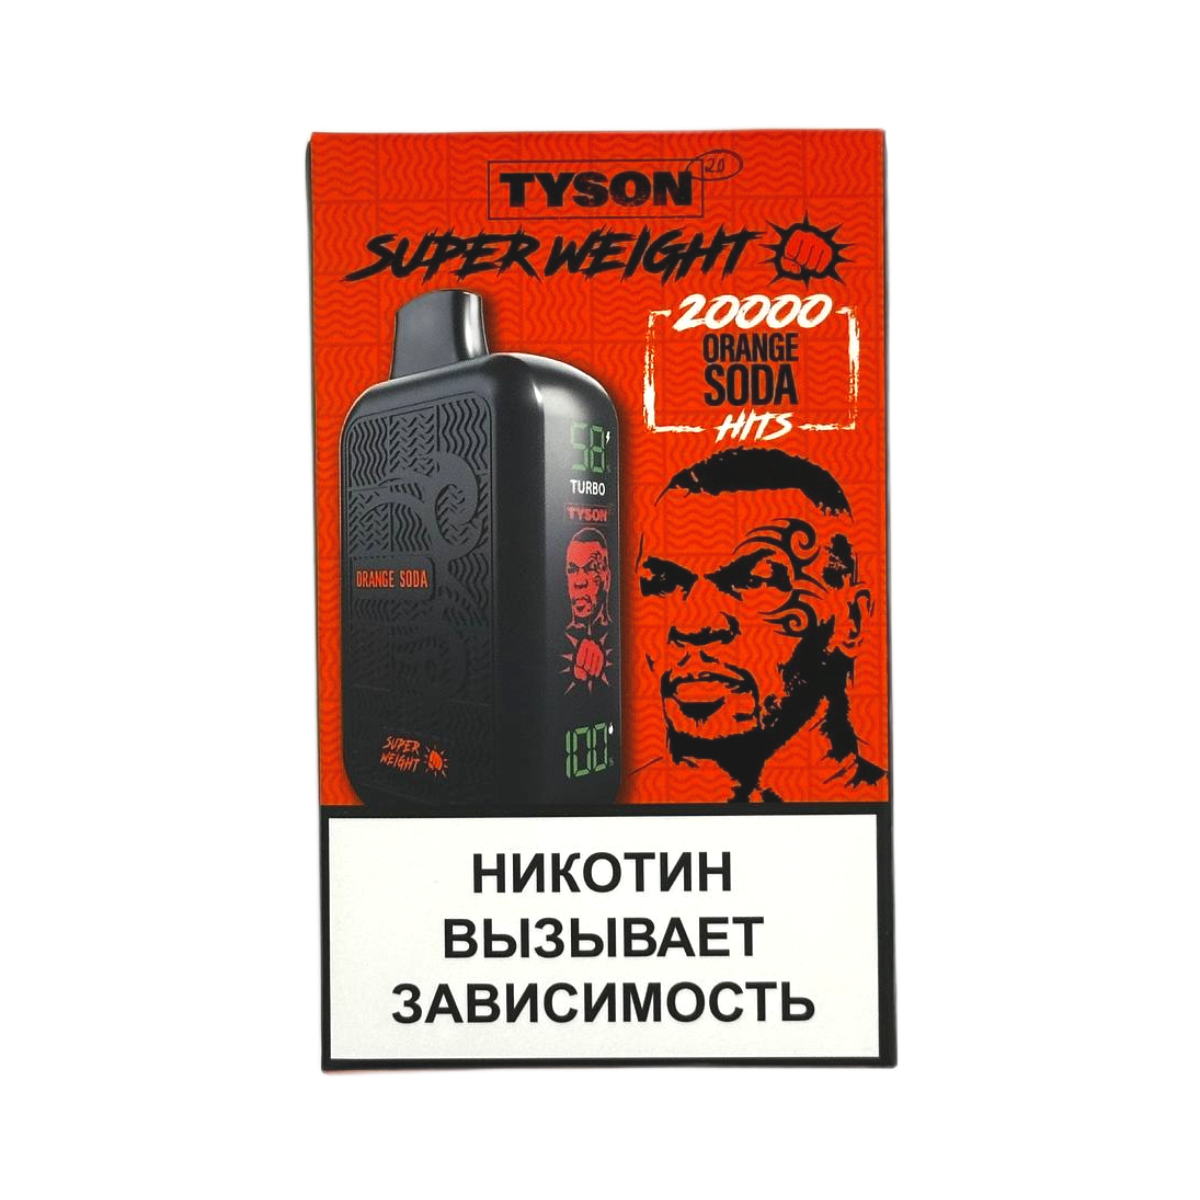 TYSON 2.0
SUPER WEIGHT
20000
ORANGE
SODA
HITS
58%
TURBO
TYSON
ORANGE SODA
SUPER
WEIGHT
100%
НИКОТИН
ВЫЗЫВАЕТ
ЗАВИСИМОСТЬ